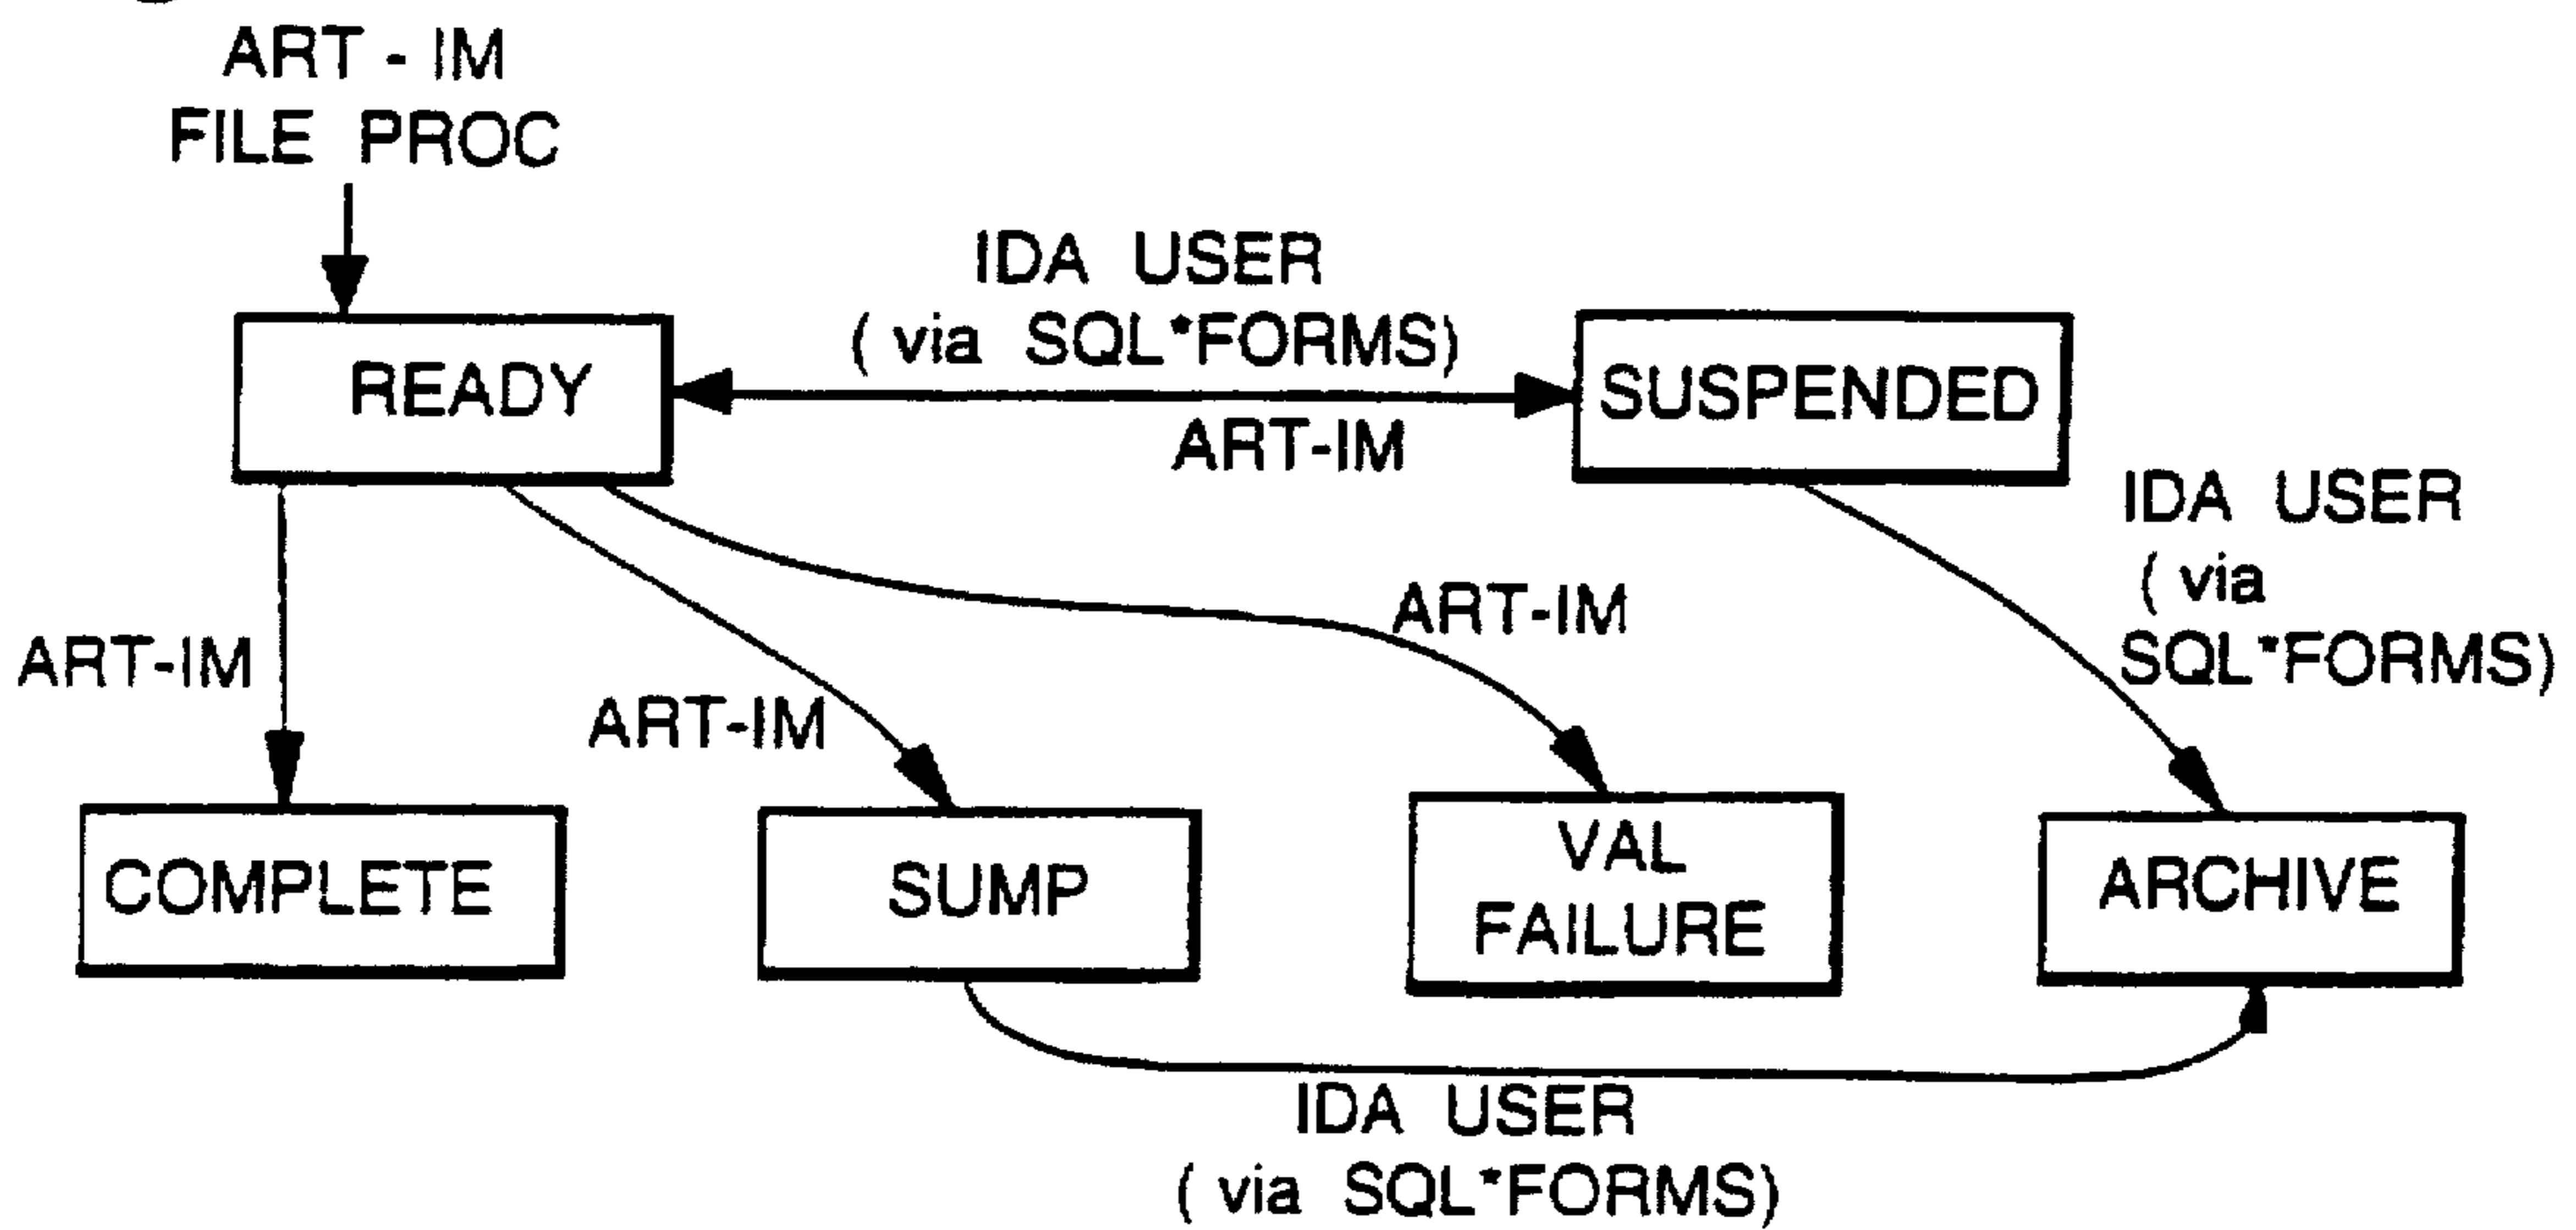 ART - IM
FILE PROC
IDA USER
( via SQL*FORMS)
READY
SUSPENDED
ART-IM
IDA USER
( via
SQL*FORMS)
ART-IM
ART-IM
ART-IM
COMPLETE
SUMP
VAL
FAILURE
ARCHIVE
IDA USER
( via SQL*FORMS)